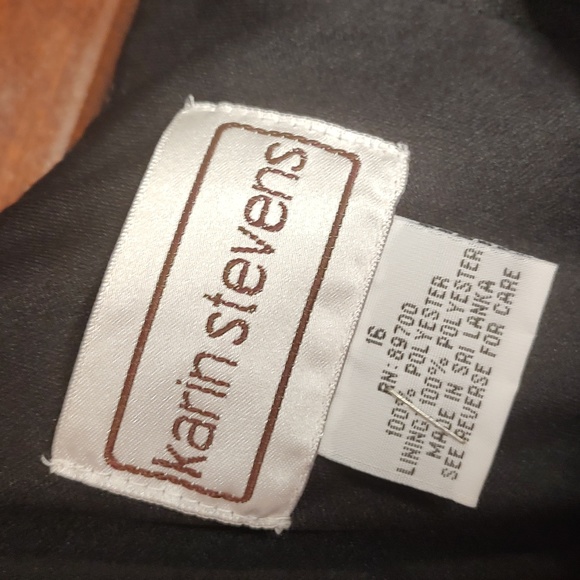 karin stevens
16
RN: 89700
100% POLYESTER
LINING: 100% POLYESTER
MADE IN SRI LANKA
SEE REVERSE FOR CARE